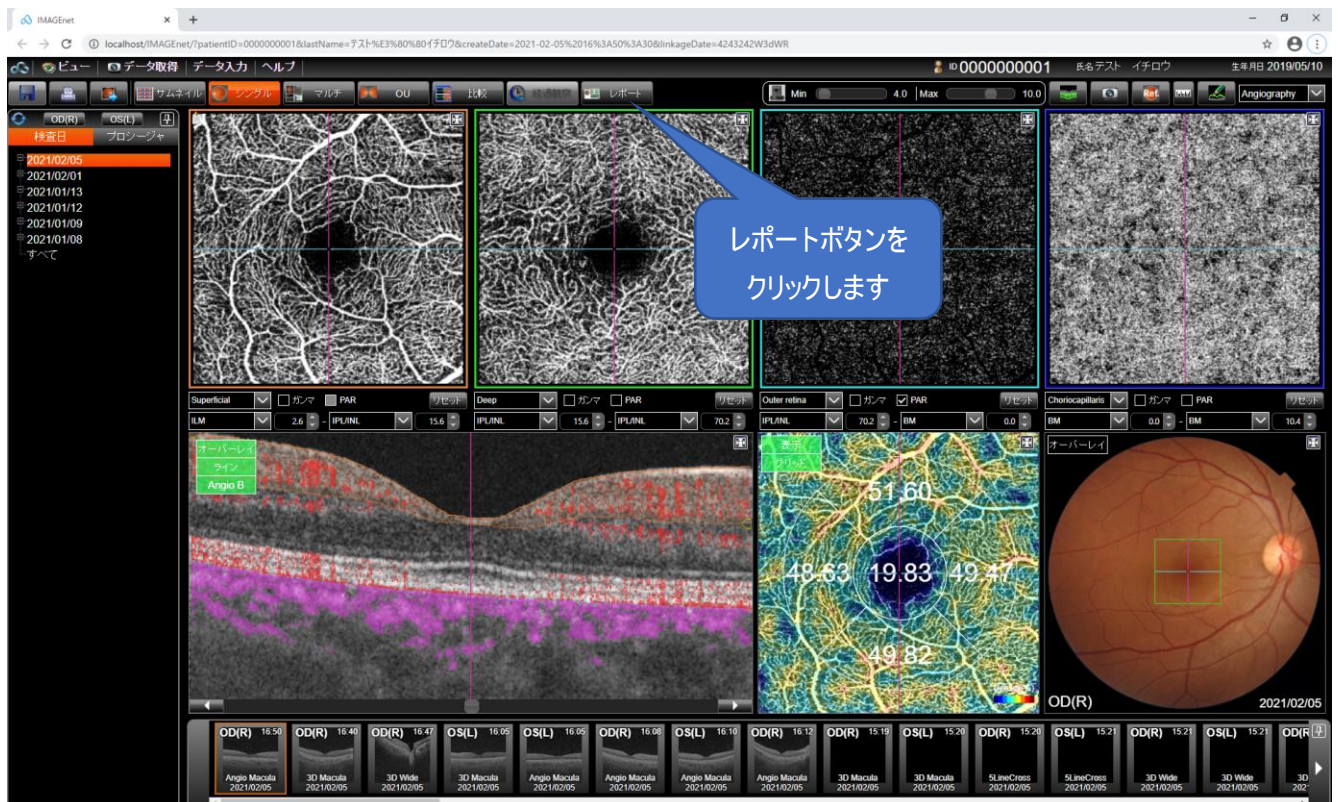 IMAGEnet
localhost/IMAGEnet/?patientID=0000000001&lastName=テスト%E3%80%80イチロウ&createDate=2021-02-05%2016%3A50%3A30&linkageDate=4243242W3dWR
ビュー データ取得 データ入力 ヘルプ
ID 0000000001 氏名テスト イチロウ 生年月日 2019/05/10
サムネイル シングル マルチ OU 比較 経過観察 レポート
Min 4.0 Max 10.0 Ref. Angiography
OD(R) OS(L)
検査日 プロシージャ
2021/02/05
2021/02/01
2021/01/13
2021/01/12
2021/01/09
2021/01/08
すべて
レポートボタンを
クリックします
Superficial ガンマ PAR リセット
ILM 2.6 - IPL/INL 15.6
Deep ガンマ PAR リセット
IPL/INL 15.6 - IPL/INL 70.2
Outer retina ガンマ PAR リセット
IPL/INL 70.2 - BM 0.0
Choriocapillaris ガンマ PAR リセット
BM 0.0 - BM 10.4
オーバーレイ
ライン
Angio B
表示
グリッド
51.60
48.63 19.83 49.47
49.82
オーバーレイ
OD(R) 2021/02/05
OD(R) 16:50
Angio Macula
2021/02/05
OD(R) 16:40
3D Macula
2021/02/05
OD(R) 16:47
3D Wide
2021/02/05
OS(L) 16:05
3D Macula
2021/02/05
OS(L) 16:05
Angio Macula
2021/02/05
OD(R) 16:08
Angio Macula
2021/02/05
OS(L) 16:10
Angio Macula
2021/02/05
OD(R) 16:12
Angio Macula
2021/02/05
OD(R) 15:19
3D Macula
2021/02/05
OS(L) 15:20
3D Macula
2021/02/05
OD(R) 15:20
5LineCross
2021/02/05
OS(L) 15:21
5LineCross
2021/02/05
OD(R) 15:21
3D Wide
2021/02/05
OS(L) 15:21
3D Wide
2021/02/05
OD(R
3D